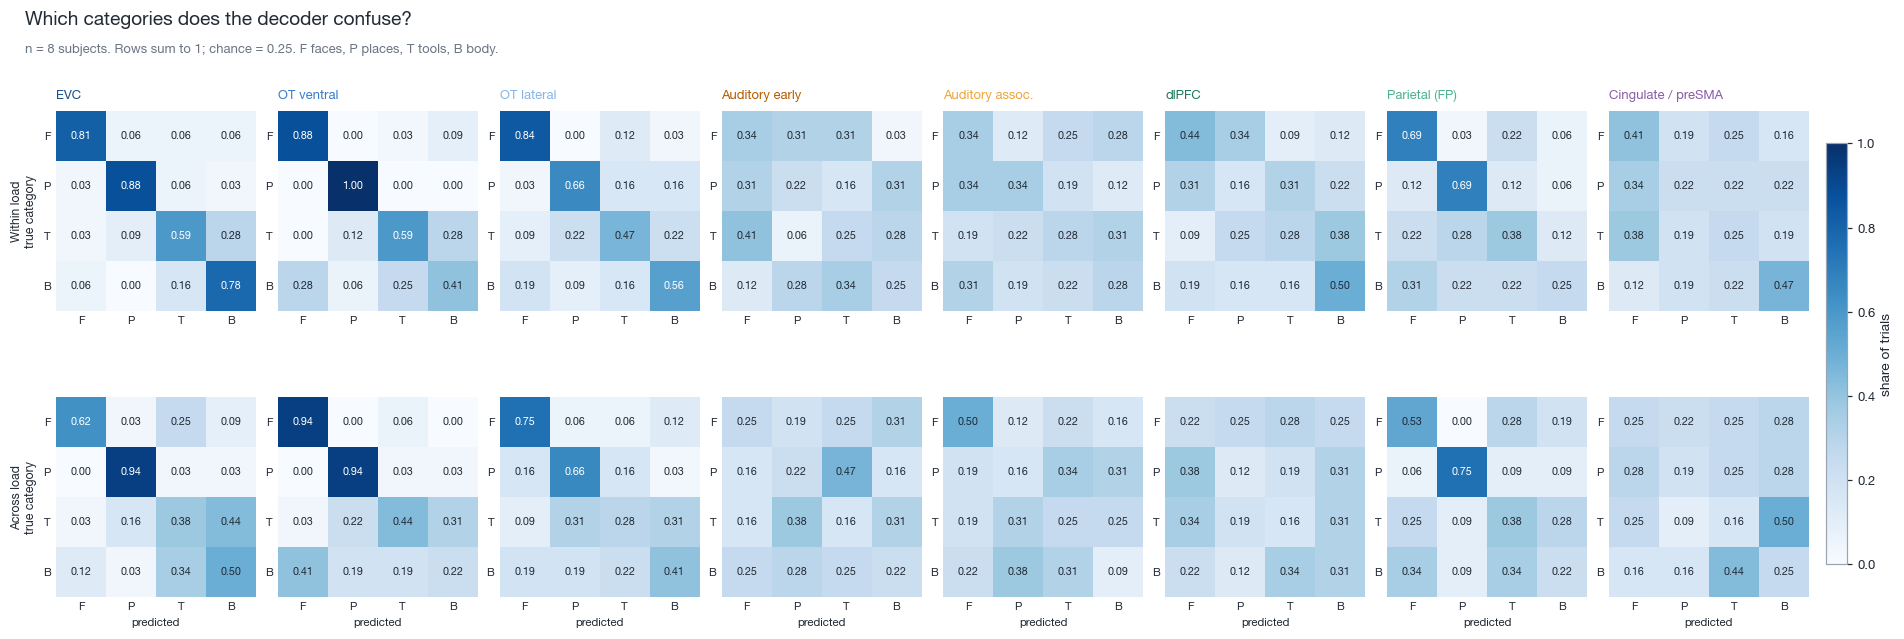 Which categories does the decoder confuse?
n = 8 subjects. Rows sum to 1; chance = 0.25. F faces, P places, T tools, B body.
EVC OT ventral OT lateral Auditory early Auditory assoc. dlPFC Parietal (FP) Cingulate / preSMA
Within load
true category
F 0.81 0.06 0.06 0.06 F 0.88 0.00 0.03 0.09 F 0.84 0.00 0.12 0.03 F 0.34 0.31 0.31 0.03 F 0.34 0.12 0.25 0.28 F 0.44 0.34 0.09 0.12 F 0.69 0.03 0.22 0.06 F 0.41 0.19 0.25 0.16
P 0.03 0.88 0.06 0.03 P 0.00 1.00 0.00 0.00 P 0.03 0.66 0.16 0.16 P 0.31 0.22 0.16 0.31 P 0.34 0.34 0.19 0.12 P 0.31 0.16 0.31 0.22 P 0.12 0.69 0.12 0.06 P 0.34 0.22 0.22 0.22
T 0.03 0.09 0.59 0.28 T 0.00 0.12 0.59 0.28 T 0.09 0.22 0.47 0.22 T 0.41 0.06 0.25 0.28 T 0.19 0.22 0.28 0.31 T 0.09 0.25 0.28 0.38 T 0.22 0.28 0.38 0.12 T 0.38 0.19 0.25 0.19
B 0.06 0.00 0.16 0.78 B 0.28 0.06 0.25 0.41 B 0.19 0.09 0.16 0.56 B 0.12 0.28 0.34 0.25 B 0.31 0.19 0.22 0.28 B 0.19 0.16 0.16 0.50 B 0.31 0.22 0.22 0.25 B 0.12 0.19 0.22 0.47
F P T B F P T B F P T B F P T B F P T B F P T B F P T B F P T B
Across load
true category
F 0.62 0.03 0.25 0.09 F 0.94 0.00 0.06 0.00 F 0.75 0.06 0.06 0.12 F 0.25 0.19 0.25 0.31 F 0.50 0.12 0.22 0.16 F 0.22 0.25 0.28 0.25 F 0.53 0.00 0.28 0.19 F 0.25 0.22 0.25 0.28
P 0.00 0.94 0.03 0.03 P 0.00 0.94 0.03 0.03 P 0.16 0.66 0.16 0.03 P 0.16 0.22 0.47 0.16 P 0.19 0.16 0.34 0.31 P 0.38 0.12 0.19 0.31 P 0.06 0.75 0.09 0.09 P 0.28 0.19 0.25 0.28
T 0.03 0.16 0.38 0.44 T 0.03 0.22 0.44 0.31 T 0.09 0.31 0.28 0.31 T 0.16 0.38 0.16 0.31 T 0.19 0.31 0.25 0.25 T 0.34 0.19 0.16 0.31 T 0.25 0.09 0.38 0.28 T 0.25 0.09 0.16 0.50
B 0.12 0.03 0.34 0.50 B 0.41 0.19 0.19 0.22 B 0.19 0.19 0.22 0.41 B 0.25 0.28 0.25 0.22 B 0.22 0.38 0.31 0.09 B 0.22 0.12 0.34 0.31 B 0.34 0.09 0.34 0.22 B 0.16 0.16 0.44 0.25
F P T B F P T B F P T B F P T B F P T B F P T B F P T B F P T B
predicted predicted predicted predicted predicted predicted predicted predicted
1.0
0.8
0.6
0.4
0.2
0.0
share of trials